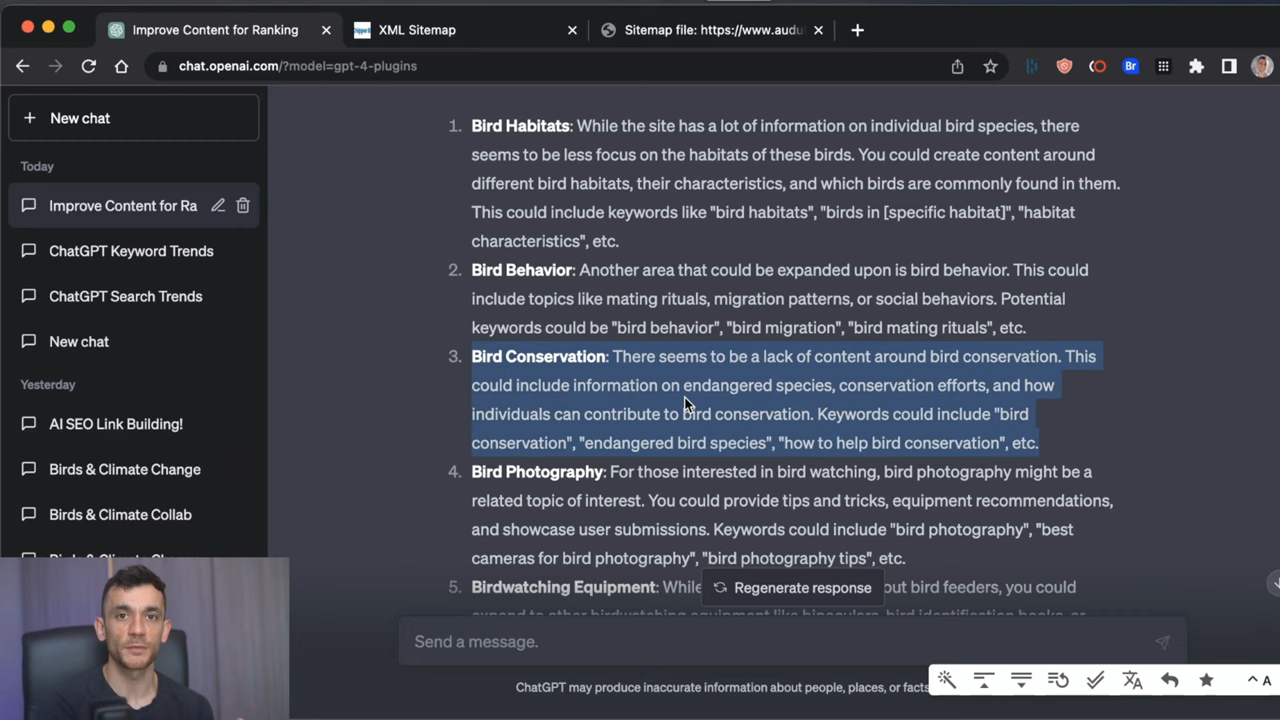 Improve Content for Ranking
XML Sitemap
Sitemap file: https://www.audu
chat.openai.com/?model=gpt-4-plugins
Br
New chat
Today
Improve Content for Ra
ChatGPT Keyword Trends
ChatGPT Search Trends
New chat
Yesterday
AI SEO Link Building!
Birds & Climate Change
Birds & Climate Collab
1. Bird Habitats: While the site has a lot of information on individual bird species, there
seems to be less focus on the habitats of these birds. You could create content around
different bird habitats, their characteristics, and which birds are commonly found in them.
This could include keywords like "bird habitats", "birds in [specific habitat]", "habitat
characteristics", etc.
2. Bird Behavior: Another area that could be expanded upon is bird behavior. This could
include topics like mating rituals, migration patterns, or social behaviors. Potential
keywords could be "bird behavior", "bird migration", "bird mating rituals", etc.
3. Bird Conservation: There seems to be a lack of content around bird conservation. This
could include information on endangered species, conservation efforts, and how
individuals can contribute to bird conservation. Keywords could include "bird
conservation", "endangered bird species", "how to help bird conservation", etc.
4. Bird Photography: For those interested in bird watching, bird photography might be a
related topic of interest. You could provide tips and tricks, equipment recommendations,
and showcase user submissions. Keywords could include "bird photography", "best
cameras for bird photography", "bird photography tips", etc.
5. Birdwatching Equipment: While out bird feeders, you could
Regenerate response
Send a message.
ChatGPT may produce inaccurate information about people, places, or facts
A